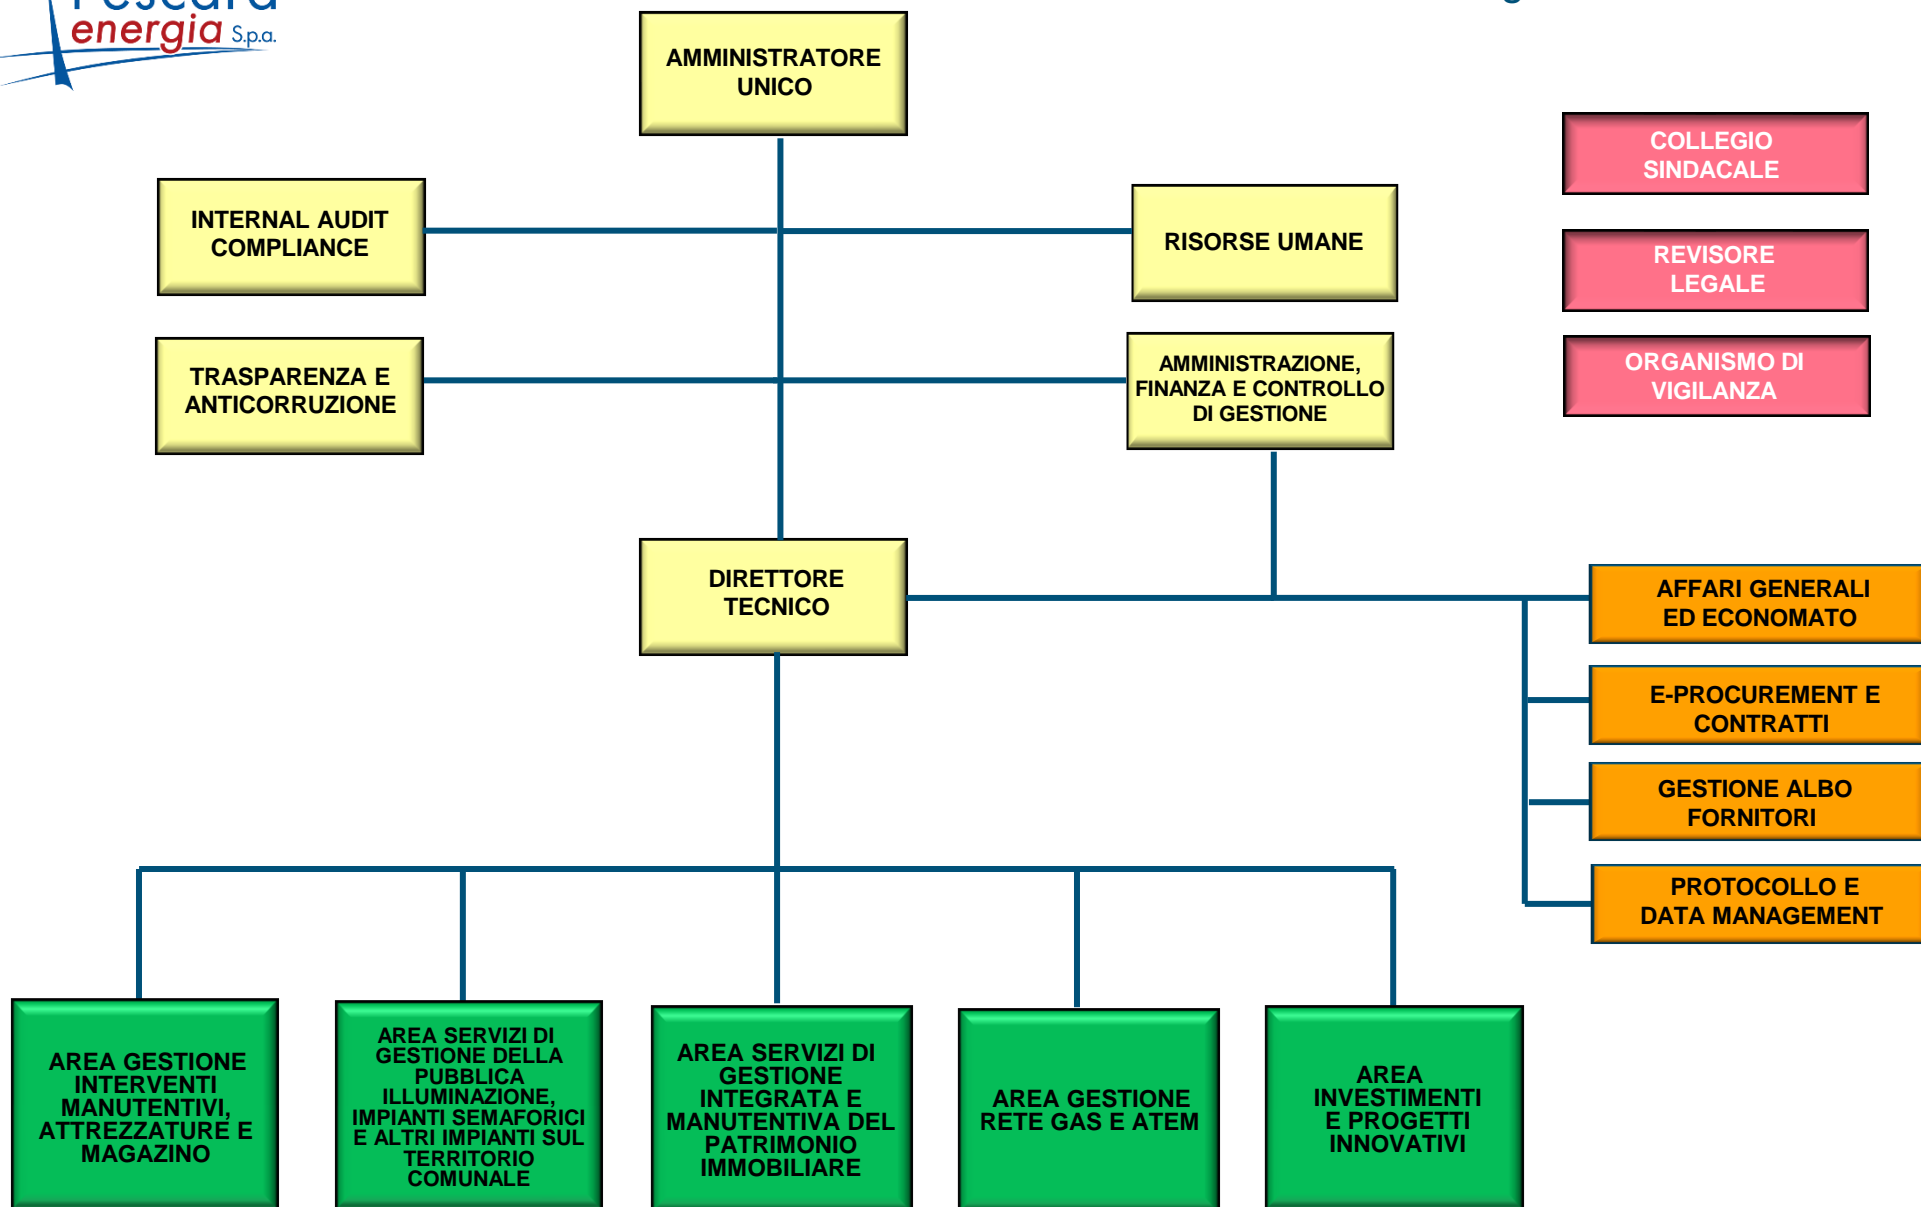 energia S.p.a.
AMMINISTRATORE
UNICO
COLLEGIO
SINDACALE
INTERNAL AUDIT
COMPLIANCE
RISORSE UMANE
REVISORE
LEGALE
TRASPARENZA E
ANTICORRUZIONE
AMMINISTRAZIONE,
FINANZA E CONTROLLO
DI GESTIONE
ORGANISMO DI
VIGILANZA
DIRETTORE
TECNICO
AFFARI GENERALI
ED ECONOMATO
E-PROCUREMENT E
CONTRATTI
GESTIONE ALBO
FORNITORI
PROTOCOLLO E
DATA MANAGEMENT
AREA GESTIONE
INTERVENTI
MANUTENTIVI,
ATTREZZATURE E
MAGAZINO
AREA SERVIZI DI
GESTIONE DELLA
PUBBLICA
ILLUMINAZIONE,
IMPIANTI SEMAFORICI
E ALTRI IMPIANTI SUL
TERRITORIO
COMUNALE
AREA SERVIZI DI
GESTIONE
INTEGRATA E
MANUTENTIVA DEL
PATRIMONIO
IMMOBILIARE
AREA GESTIONE
RETE GAS E ATEM
AREA
INVESTIMENTI
E PROGETTI
INNOVATIVI